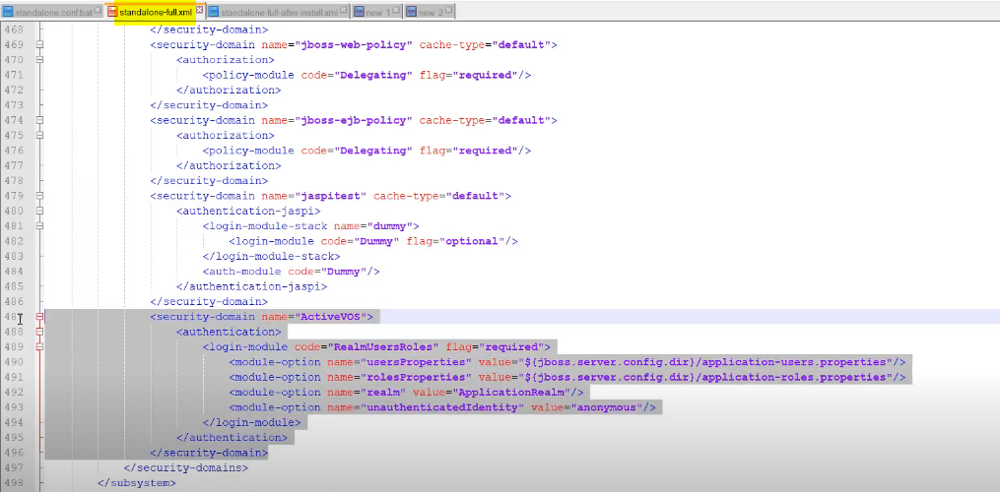 standalone.conf.bat standalone-full.xml standalone-full-after-install.xml new 1 new 2
468 </security-domain>
469 <security-domain name="jboss-web-policy" cache-type="default">
470 <authorization>
471 <policy-module code="Delegating" flag="required"/>
472 </authorization>
473 </security-domain>
474 <security-domain name="jboss-ejb-policy" cache-type="default">
475 <authorization>
476 <policy-module code="Delegating" flag="required"/>
477 </authorization>
478 </security-domain>
479 <security-domain name="jaspitest" cache-type="default">
480 <authentication-jaspi>
481 <login-module-stack name="dummy">
482 <login-module code="Dummy" flag="optional"/>
483 </login-module-stack>
484 <auth-module code="Dummy"/>
485 </authentication-jaspi>
486 </security-domain>
487 <security-domain name="ActiveVOS">
488 <authentication>
489 <login-module code="RealmUsersRoles" flag="required">
490 <module-option name="usersProperties" value="${jboss.server.config.dir}/application-users.properties"/>
491 <module-option name="rolesProperties" value="${jboss.server.config.dir}/application-roles.properties"/>
492 <module-option name="realm" value="ApplicationRealm"/>
493 <module-option name="unauthenticatedIdentity" value="anonymous"/>
494 </login-module>
495 </authentication>
496 </security-domain>
497 </security-domains>
498 </subsystem>